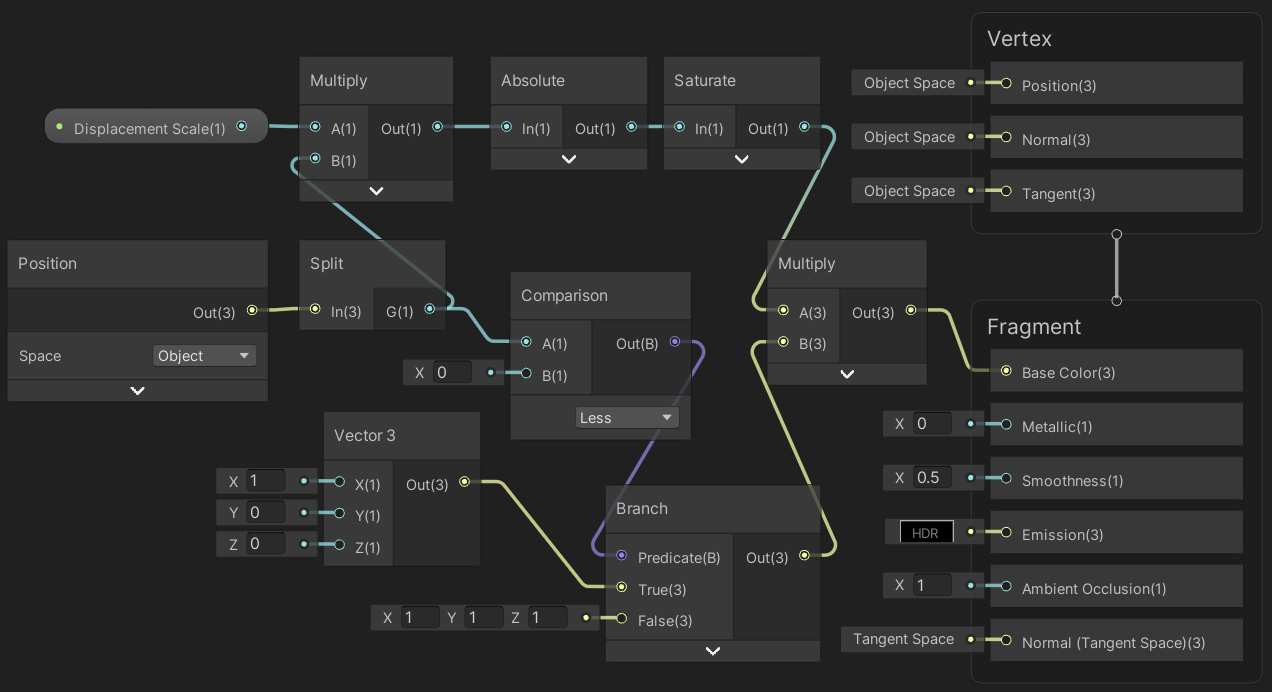 Displacement Scale(1)
Multiply
A(1) Out(1)
B(1)
Absolute
In(1) Out(1)
Saturate
In(1) Out(1)
Position
Out(3)
Space Object
Split
In(3) G(1)
Comparison
A(1) Out(B)
X 0 B(1)
Less
Vector 3
X 1 X(1) Out(3)
Y 0 Y(1)
Z 0 Z(1)
Branch
Predicate(B) Out(3)
True(3)
X 1 Y 1 Z 1 False(3)
Multiply
A(3) Out(3)
B(3)
Vertex
Object Space Position(3)
Object Space Normal(3)
Object Space Tangent(3)
Fragment
Base Color(3)
X 0 Metallic(1)
X 0.5 Smoothness(1)
HDR Emission(3)
X 1 Ambient Occlusion(1)
Tangent Space Normal (Tangent Space)(3)